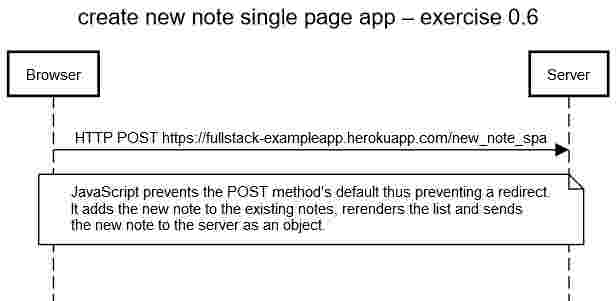 create new note single page app – exercise 0.6
Browser
Server
HTTP POST https://fullstack-exampleapp.herokuapp.com/new_note_spa
JavaScript prevents the POST method's default thus preventing a redirect.
It adds the new note to the existing notes, rerenders the list and sends
the new note to the server as an object.